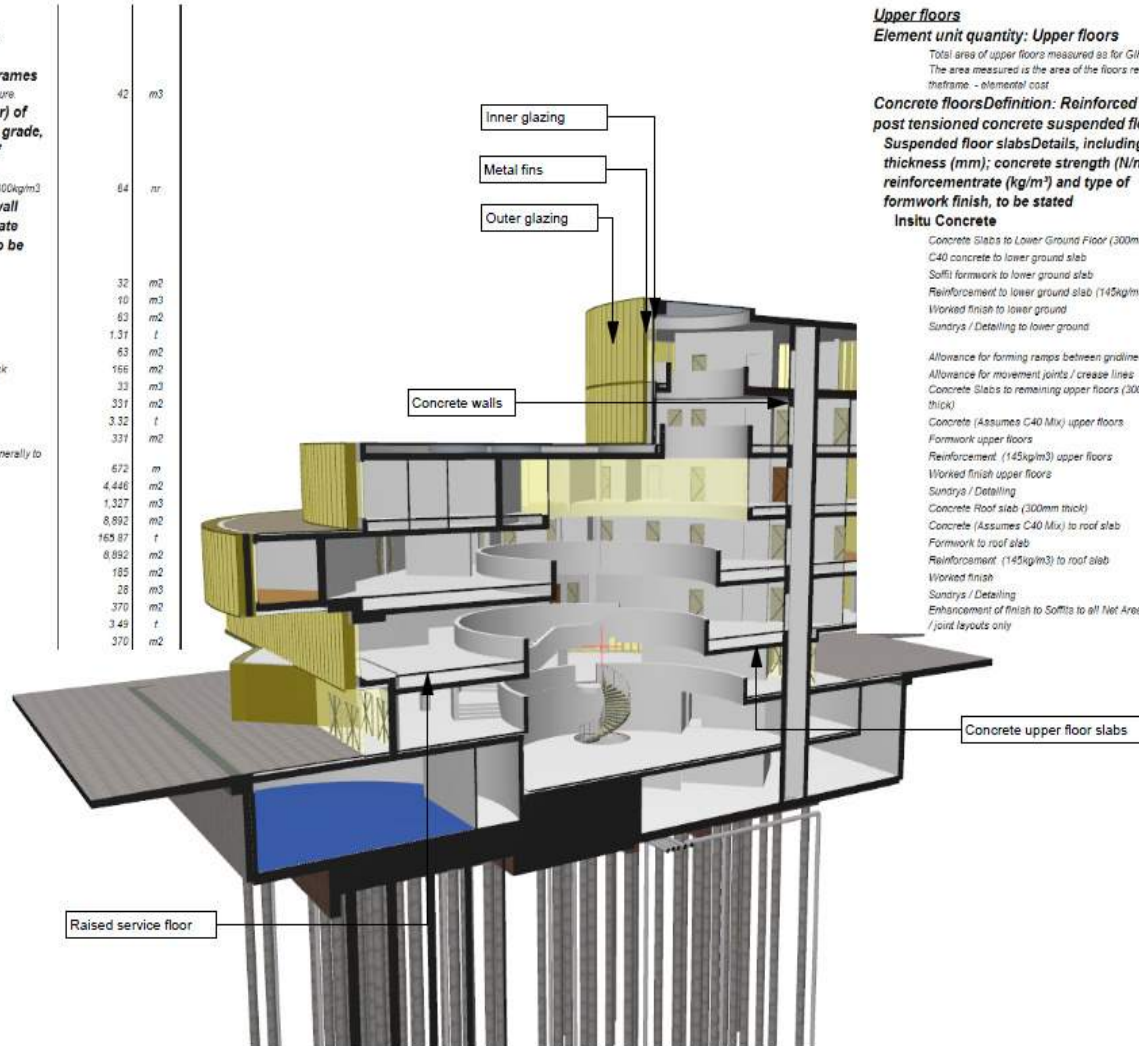 rames
ure.
42 m3
r) of
grade,
00kg/m3
64 nr
all
ate
o be
32 m2
10 m3
63 m2
1.31 t
63 m2
166 m2
33 m3
331 m2
3.32 t
331 m2
nerally to
672 m
4,446 m2
1,327 m3
8,892 m2
165.87 t
8,892 m2
185 m2
28 m3
370 m2
3.49 t
370 m2
Inner glazing
Metal fins
Outer glazing
Concrete walls
Raised service floor
Concrete upper floor slabs
Upper floors
Element unit quantity: Upper floors
Total area of upper floors measured as for GI
The area measured is the area of the floors re
theframe. - elemental cost
Concrete floorsDefinition: Reinforced
post tensioned concrete suspended fl
Suspended floor slabsDetails, including
thickness (mm); concrete strength (N/
reinforcementrate (kg/m³) and type of
formwork finish, to be stated
Insitu Concrete
Concrete Slabs to Lower Ground Floor (300m
C40 concrete to lower ground slab
Soffit formwork to lower ground slab
Reinforcement to lower ground slab (145kg/m
Worked finish to lower ground
Sundrys / Detailing to lower ground
Allowance for forming ramps between gridline
Allowance for movement joints / crease lines
Concrete Slabs to remaining upper floors (300
thick)
Concrete (Assumes C40 Mix) upper floors
Formwork upper floors
Reinforcement (145kg/m3) upper floors
Worked finish upper floors
Sundrys / Detailing
Concrete Roof slab (300mm thick)
Concrete (Assumes C40 Mix) to roof slab
Formwork to roof slab
Reinforcement (145kg/m3) to roof slab
Worked finish
Sundrys / Detailing
Enhancement of finish to Soffits to all Net Area
/ joint layouts only